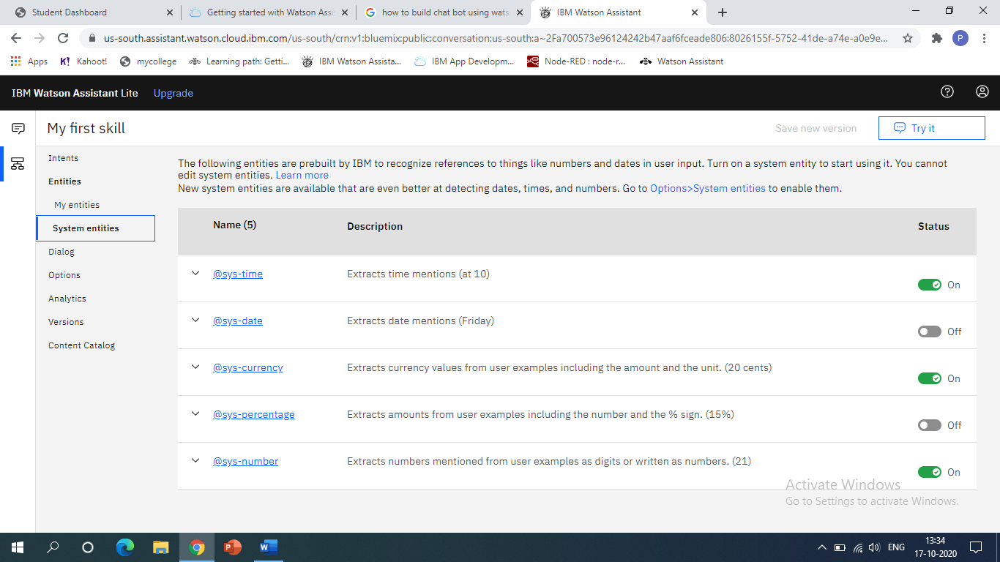 Student Dashboard
Getting started with Watson Assi
how to build chat bot using wats
IBM Watson Assistant
us-south.assistant.watson.cloud.ibm.com/us-south/crn:v1:bluemix:public:conversation:us-south:a~2Fa700573e96124242b47aaf6fceade806:8026155f-5752-41de-a74e-a0e9e...
P
Apps
K! Kahoot!
mycollege
Learning path: Getti...
IBM Watson Assista...
IBM App Developm...
Node-RED : node-r...
Watson Assistant
IBM Watson Assistant Lite
Upgrade
My first skill
Save new version
Try it
Intents
Entities
My entities
System entities
Dialog
Options
Analytics
Versions
Content Catalog
The following entities are prebuilt by IBM to recognize references to things like numbers and dates in user input. Turn on a system entity to start using it. You cannot
edit system entities. Learn more
New system entities are available that are even better at detecting dates, times, and numbers. Go to Options>System entities to enable them.
Name (5) Description Status
@sys-time Extracts time mentions (at 10) On
@sys-date Extracts date mentions (Friday) Off
@sys-currency Extracts currency values from user examples including the amount and the unit. (20 cents) On
@sys-percentage Extracts amounts from user examples including the number and the % sign. (15%) Off
@sys-number Extracts numbers mentioned from user examples as digits or written as numbers. (21) On
Activate Windows
Go to Settings to activate Windows.
ENG
13:34
17-10-2020